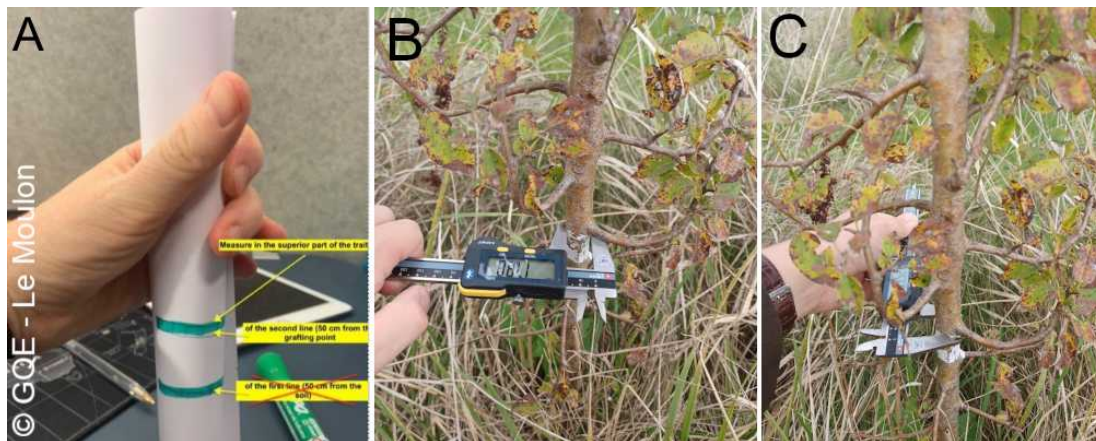 A
B
C
© GQE - Le Moulon
Measure in the superior part of the trait
of the second line (50 cm from the
grafting point
of the first line (50 cm from the
soil)